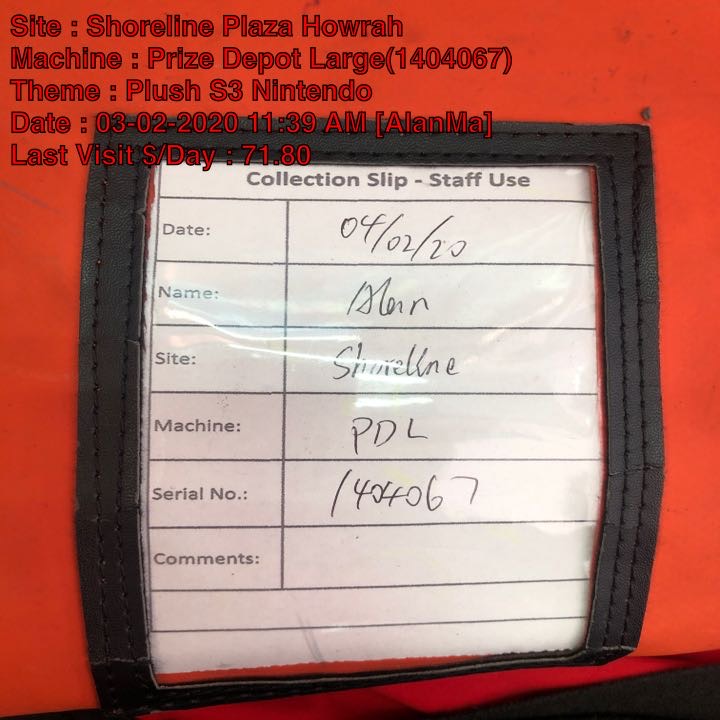 Site : Shoreline Plaza Howrah
Machine : Prize Depot Large(1404067)
Theme : Plush S3 Nintendo
Date : 03-02-2020 11:39 AM [AlanMa]
Last Visit $/Day : 71.80
Collection Slip - Staff Use
Date: 04/02/20
Name: Alan
Site: Shoreline
Machine: PDL
Serial No.: 1404067
Comments: